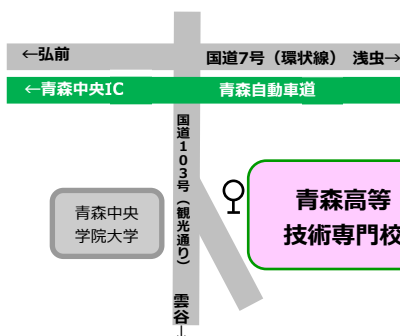 ←弘前
国道7号（環状線） 浅虫→
←青森中央IC
青森自動車道
国道103号（観光通り）
雲谷
↓
青森中央
学院大学
青森高等
技術専門校